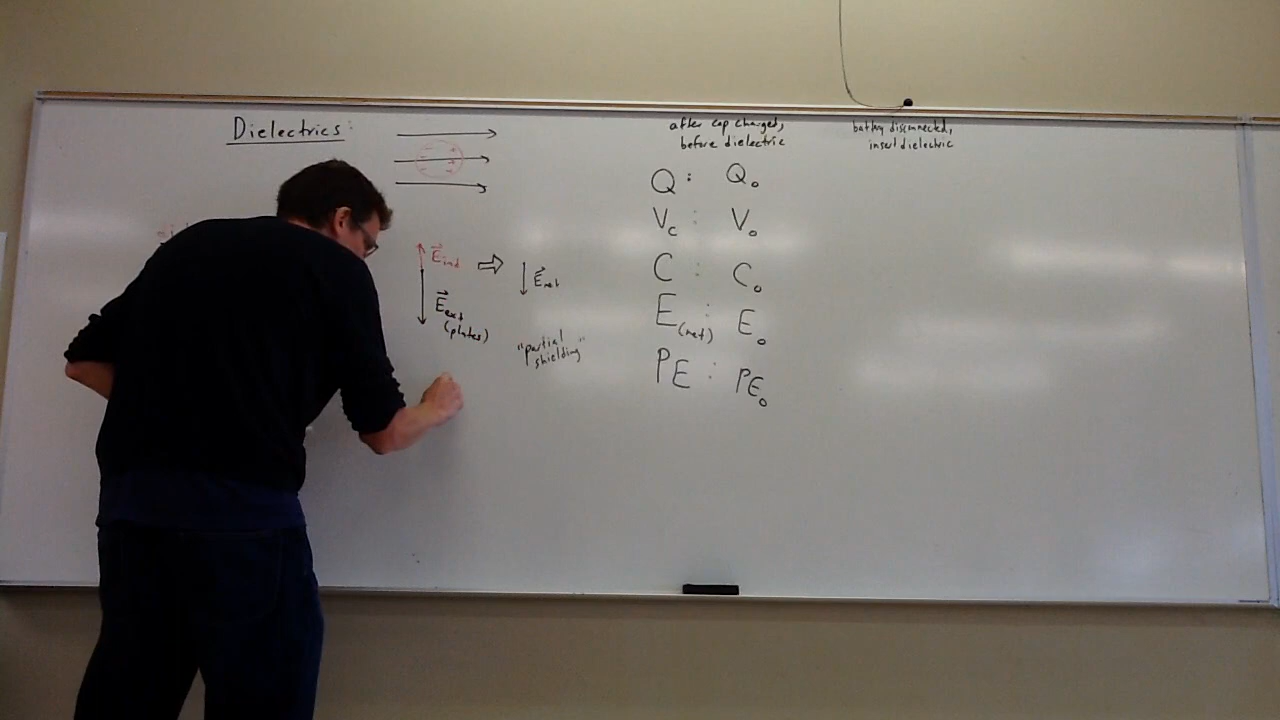 Dielectrics:
E ind
E ext
(plates)
⇒
E net
"partial
shielding"
after cap charged,
before dielectric
battery disconnected,
insert dielectric
Q : Q₀
V_c : V₀
C : C₀
E (net) : E₀
PE : PE₀